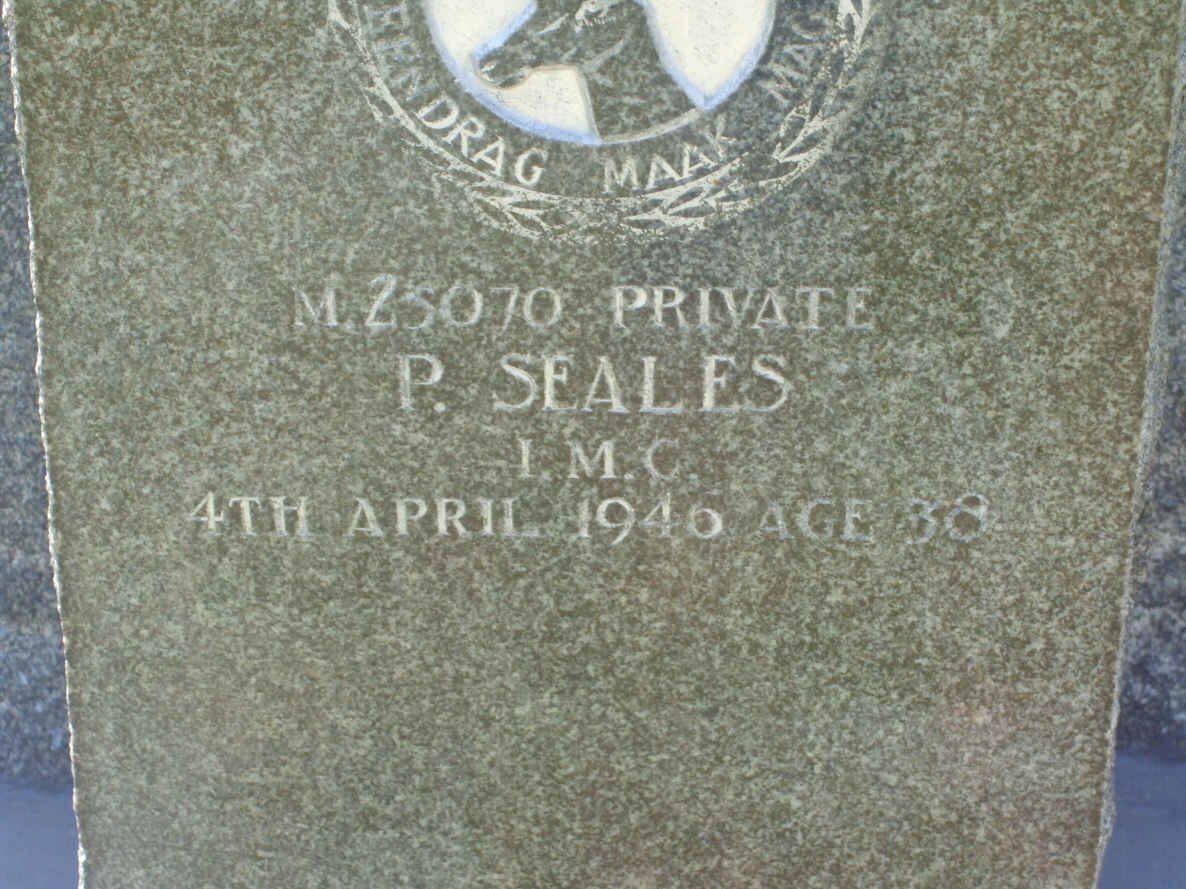 EENDRAG MAAK MAG
M.25070 PRIVATE
P. SEALES
I.M.C.
4TH APRIL 1946 AGE 38